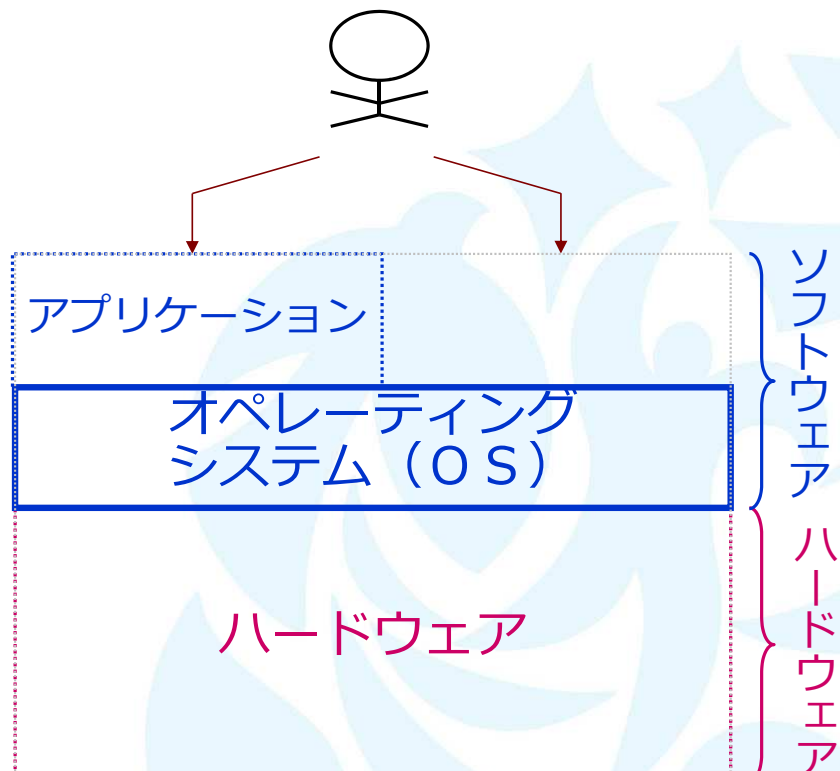 アプリケーション
オペレーティング
システム（ＯＳ）
ハードウェア
ソフトウェア
ハードウェア